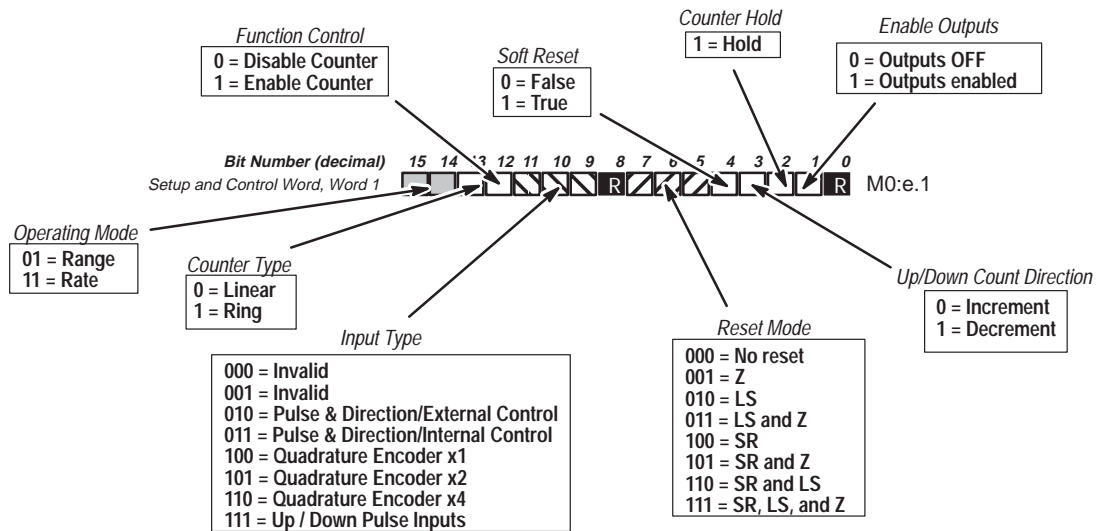 Function Control
0 = Disable Counter
1 = Enable Counter
Soft Reset
0 = False
1 = True
Counter Hold
1 = Hold
Enable Outputs
0 = Outputs OFF
1 = Outputs enabled
Bit Number (decimal) 15 14 13 12 11 10 9 8 7 6 5 4 3 2 1 0
Setup and Control Word, Word 1 R R M0:e.1
Operating Mode
01 = Range
11 = Rate
Counter Type
0 = Linear
1 = Ring
Input Type
000 = Invalid
001 = Invalid
010 = Pulse & Direction/External Control
011 = Pulse & Direction/Internal Control
100 = Quadrature Encoder x1
101 = Quadrature Encoder x2
110 = Quadrature Encoder x4
111 = Up / Down Pulse Inputs
Reset Mode
000 = No reset
001 = Z
010 = LS
011 = LS and Z
100 = SR
101 = SR and Z
110 = SR and LS
111 = SR, LS, and Z
Up/Down Count Direction
0 = Increment
1 = Decrement